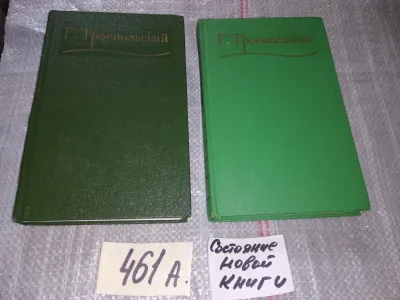 Г. Троепольский
Г. Троепольский
461 А.
Состояние
новой
книги